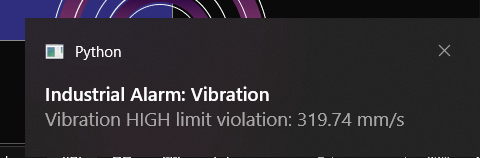 Python
Industrial Alarm: Vibration
Vibration HIGH limit violation: 319.74 mm/s